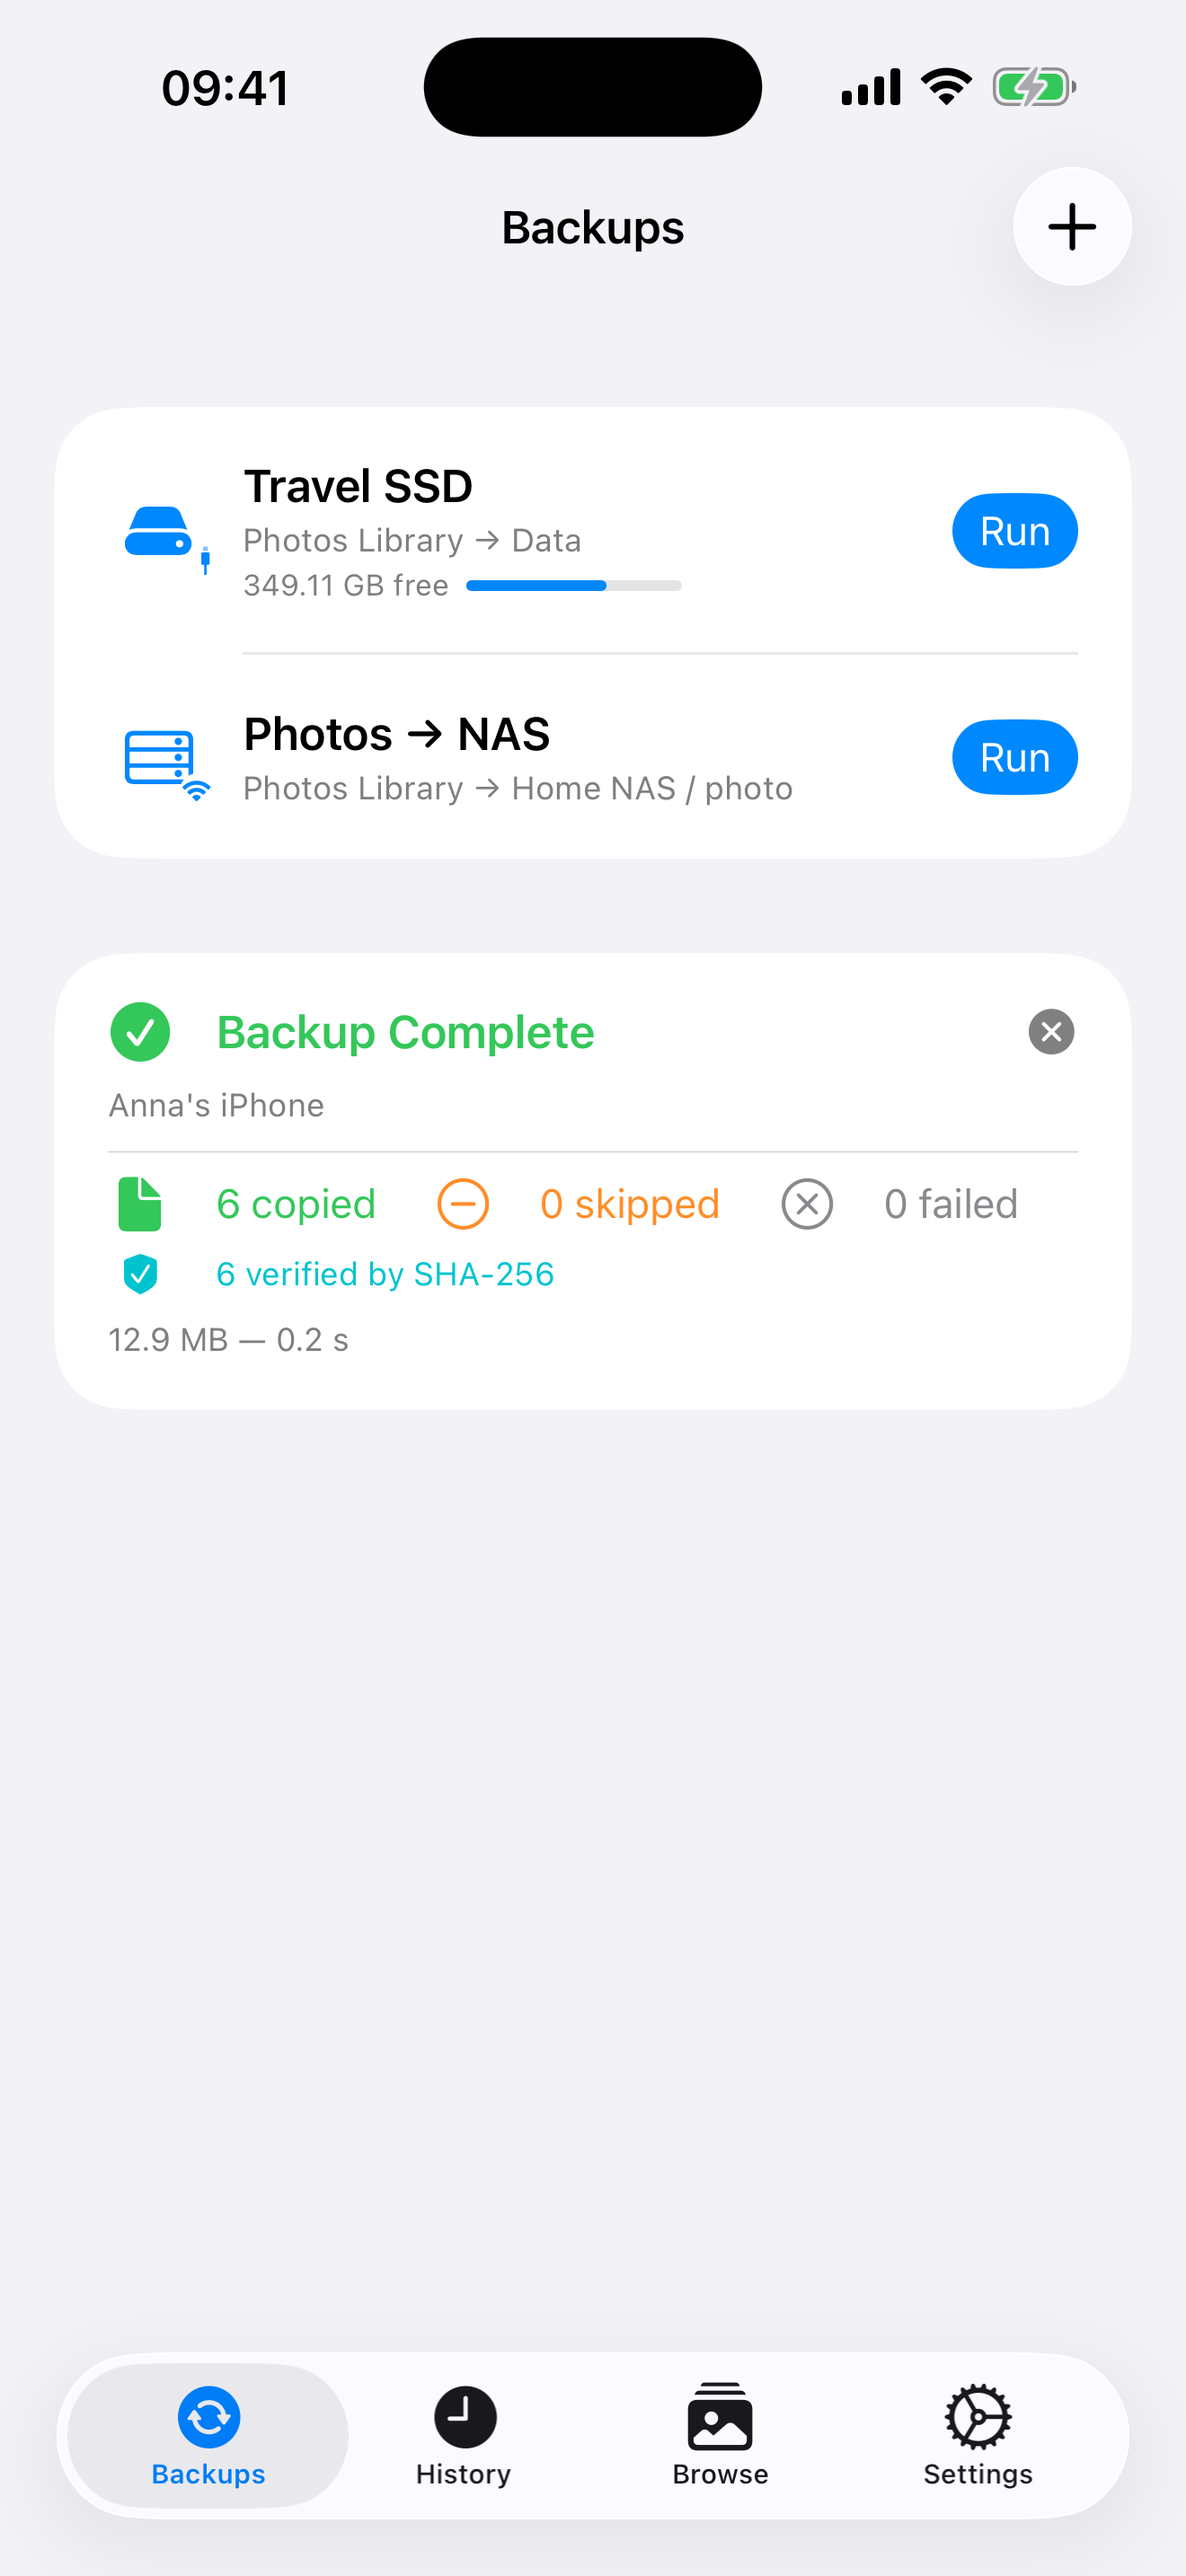 09:41
Backups
Travel SSD
Photos Library → Data
349.11 GB free
Run
Photos → NAS
Photos Library → Home NAS / photo
Run
Backup Complete
Anna's iPhone
6 copied 0 skipped 0 failed
6 verified by SHA-256
12.9 MB — 0.2 s
Backups History Browse Settings